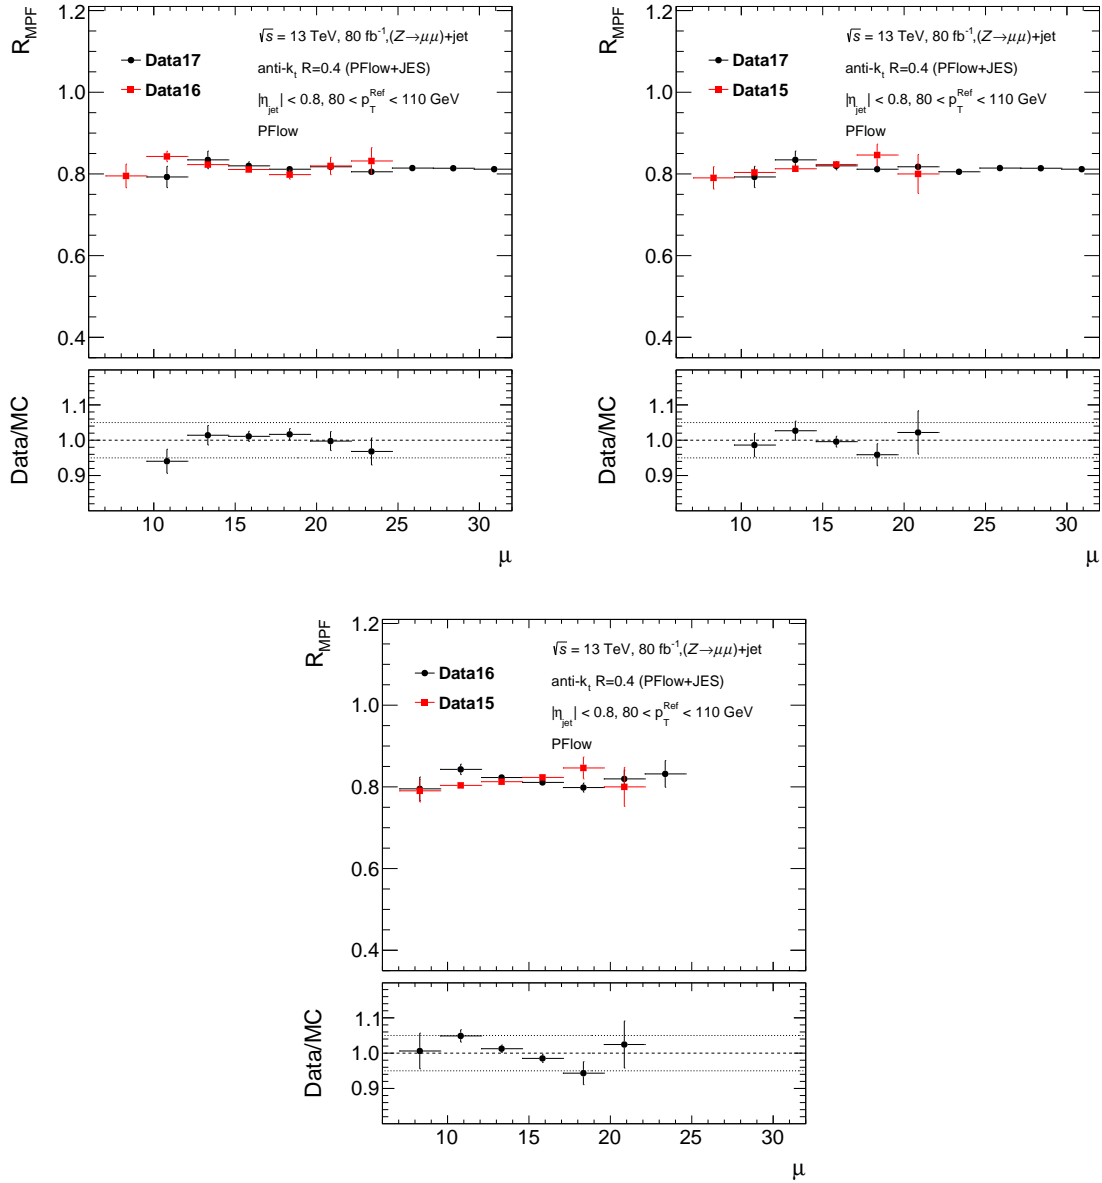 R_MPF
1.2
1.0
0.8
0.6
0.4
√s = 13 TeV, 80 fb⁻¹,(Z→μμ)+jet
Data17
anti-k_t R=0.4 (PFlow+JES)
Data16
|η_jet| < 0.8, 80 < p_T^Ref < 110 GeV
PFlow
Data/MC
1.1
1.0
0.9
10 15 20 25 30
μ
R_MPF
1.2
1.0
0.8
0.6
0.4
√s = 13 TeV, 80 fb⁻¹,(Z→μμ)+jet
Data17
anti-k_t R=0.4 (PFlow+JES)
Data15
|η_jet| < 0.8, 80 < p_T^Ref < 110 GeV
PFlow
Data/MC
1.1
1.0
0.9
10 15 20 25 30
μ
R_MPF
1.2
1.0
0.8
0.6
0.4
√s = 13 TeV, 80 fb⁻¹,(Z→μμ)+jet
Data16
anti-k_t R=0.4 (PFlow+JES)
Data15
|η_jet| < 0.8, 80 < p_T^Ref < 110 GeV
PFlow
Data/MC
1.1
1.0
0.9
10 15 20 25 30
μ